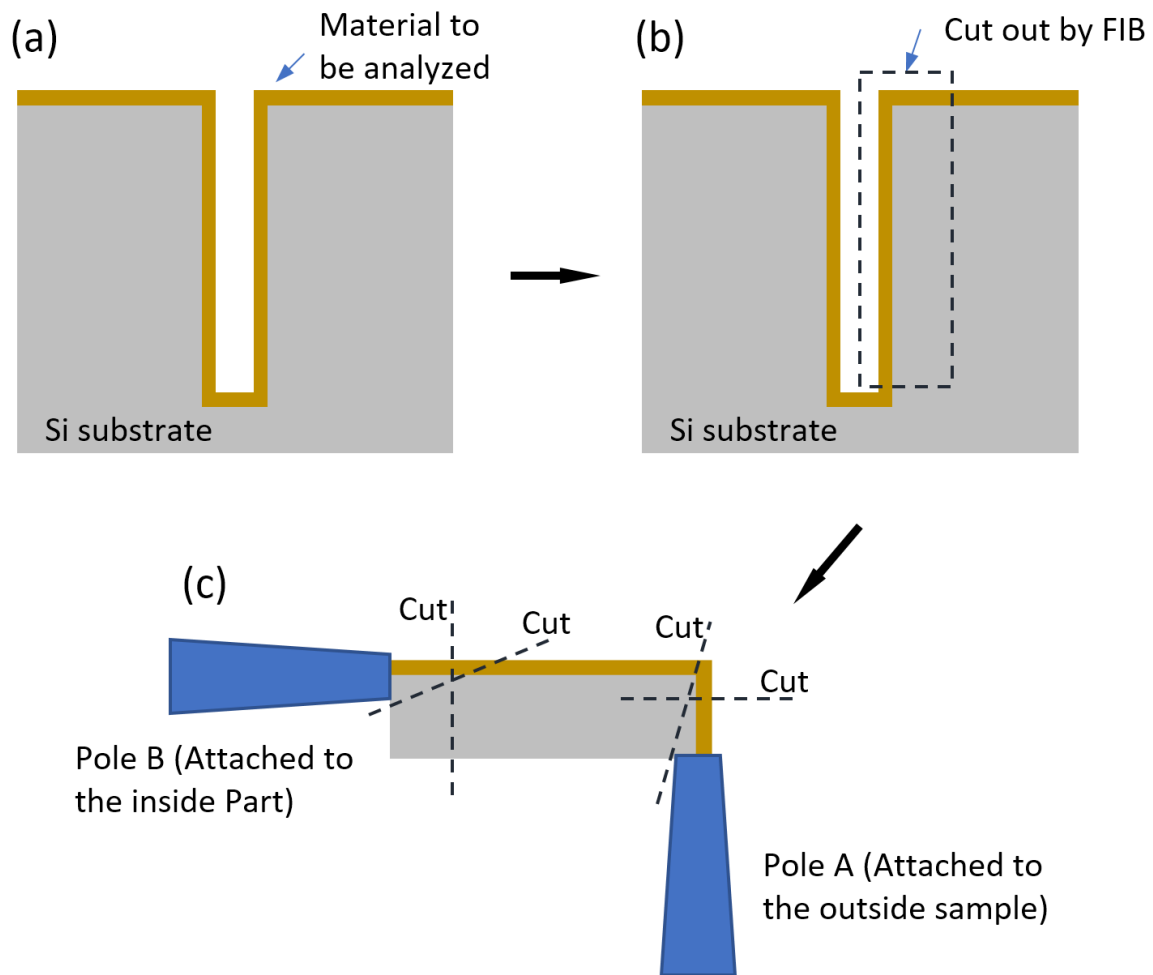 (a)
Material to
be analyzed
Si substrate
(b)
Cut out by FIB
Si substrate
(c)
Cut
Cut
Cut
Cut
Pole B (Attached to
the inside Part)
Pole A (Attached to
the outside sample)